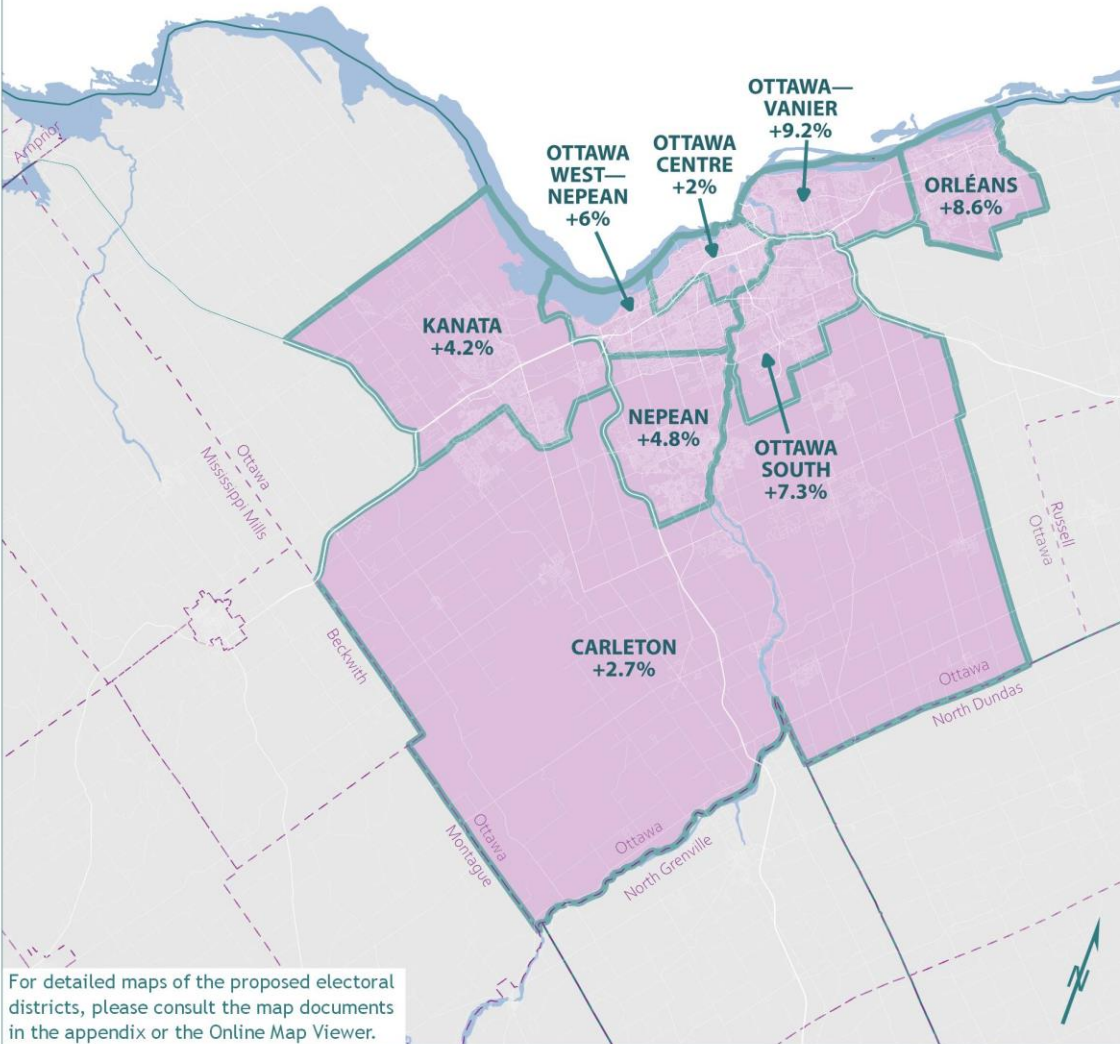 OTTAWA—
VANIER
+9.2%
OTTAWA
CENTRE
+2%
OTTAWA
WEST—
NEPEAN
+6%
ORLÉANS
+8.6%
Arnprior
KANATA
+4.2%
NEPEAN
+4.8%
OTTAWA
SOUTH
+7.3%
Ottawa
Mississippi Mills
Russell
Ottawa
CARLETON
+2.7%
Beckwith
Ottawa
North Dundas
Ottawa
Montague
Ottawa
North Grenville
N
For detailed maps of the proposed electoral
districts, please consult the map documents
in the appendix or the Online Map Viewer.